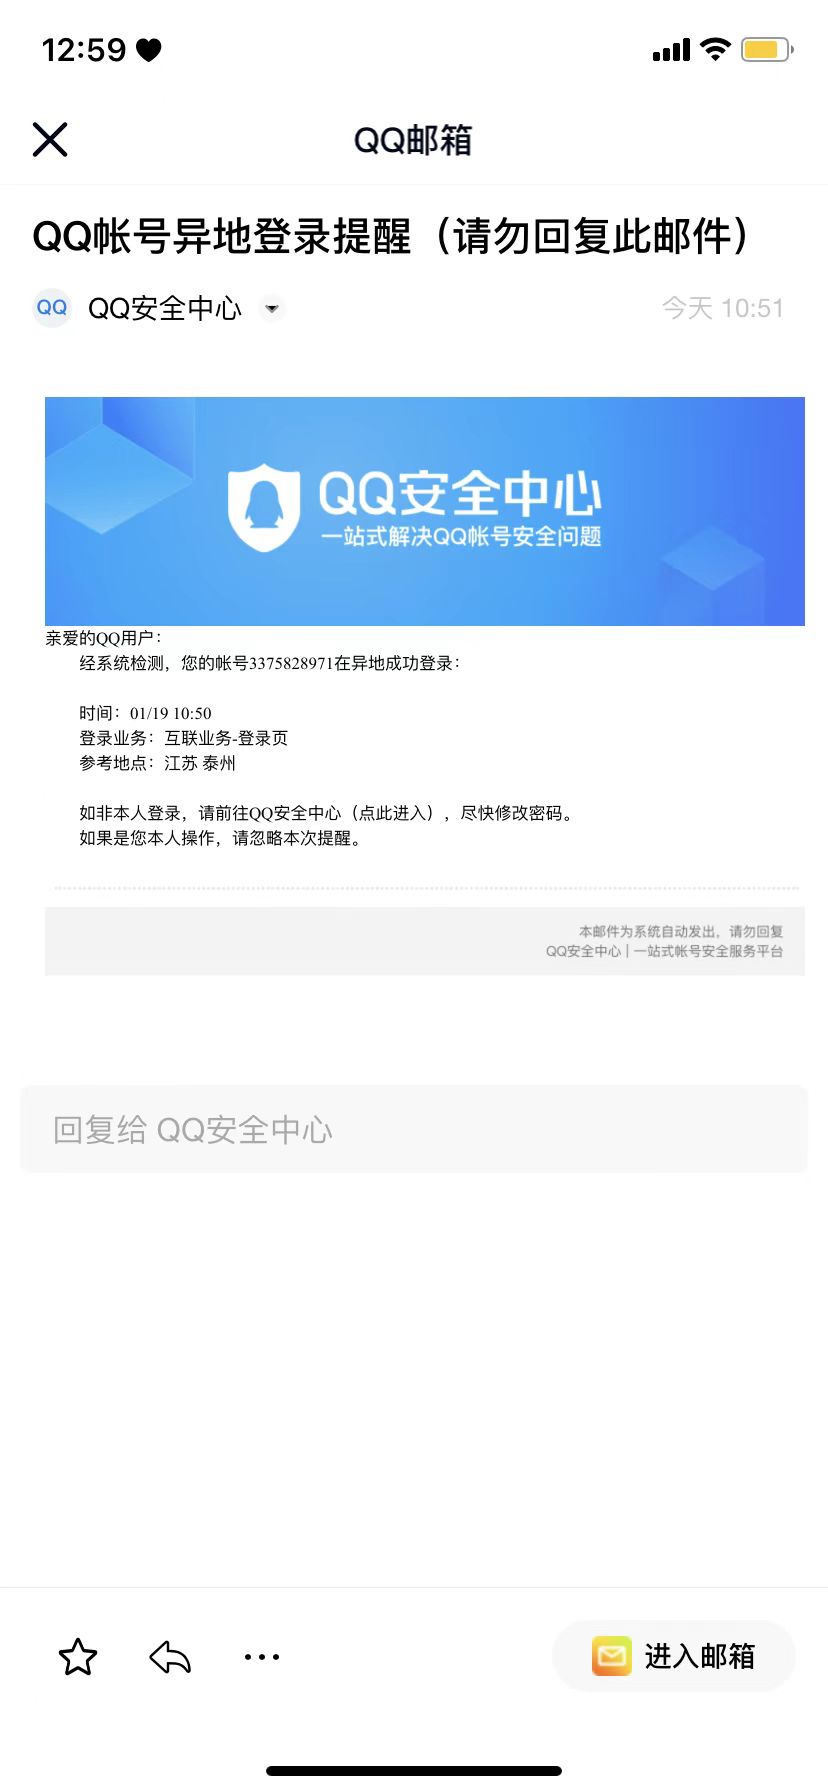 12:59
QQ邮箱
QQ帐号异地登录提醒（请勿回复此邮件）
QQ QQ安全中心 今天 10:51
QQ安全中心
一站式解决QQ帐号安全问题
亲爱的QQ用户：
经系统检测，您的帐号3375828971在异地成功登录：
时间：01/19 10:50
登录业务：互联业务-登录页
参考地点：江苏 泰州
如非本人登录，请前往QQ安全中心（点此进入），尽快修改密码。
如果是您本人操作，请忽略本次提醒。
本邮件为系统自动发出，请勿回复
QQ安全中心 | 一站式帐号安全服务平台
回复给 QQ安全中心
进入邮箱